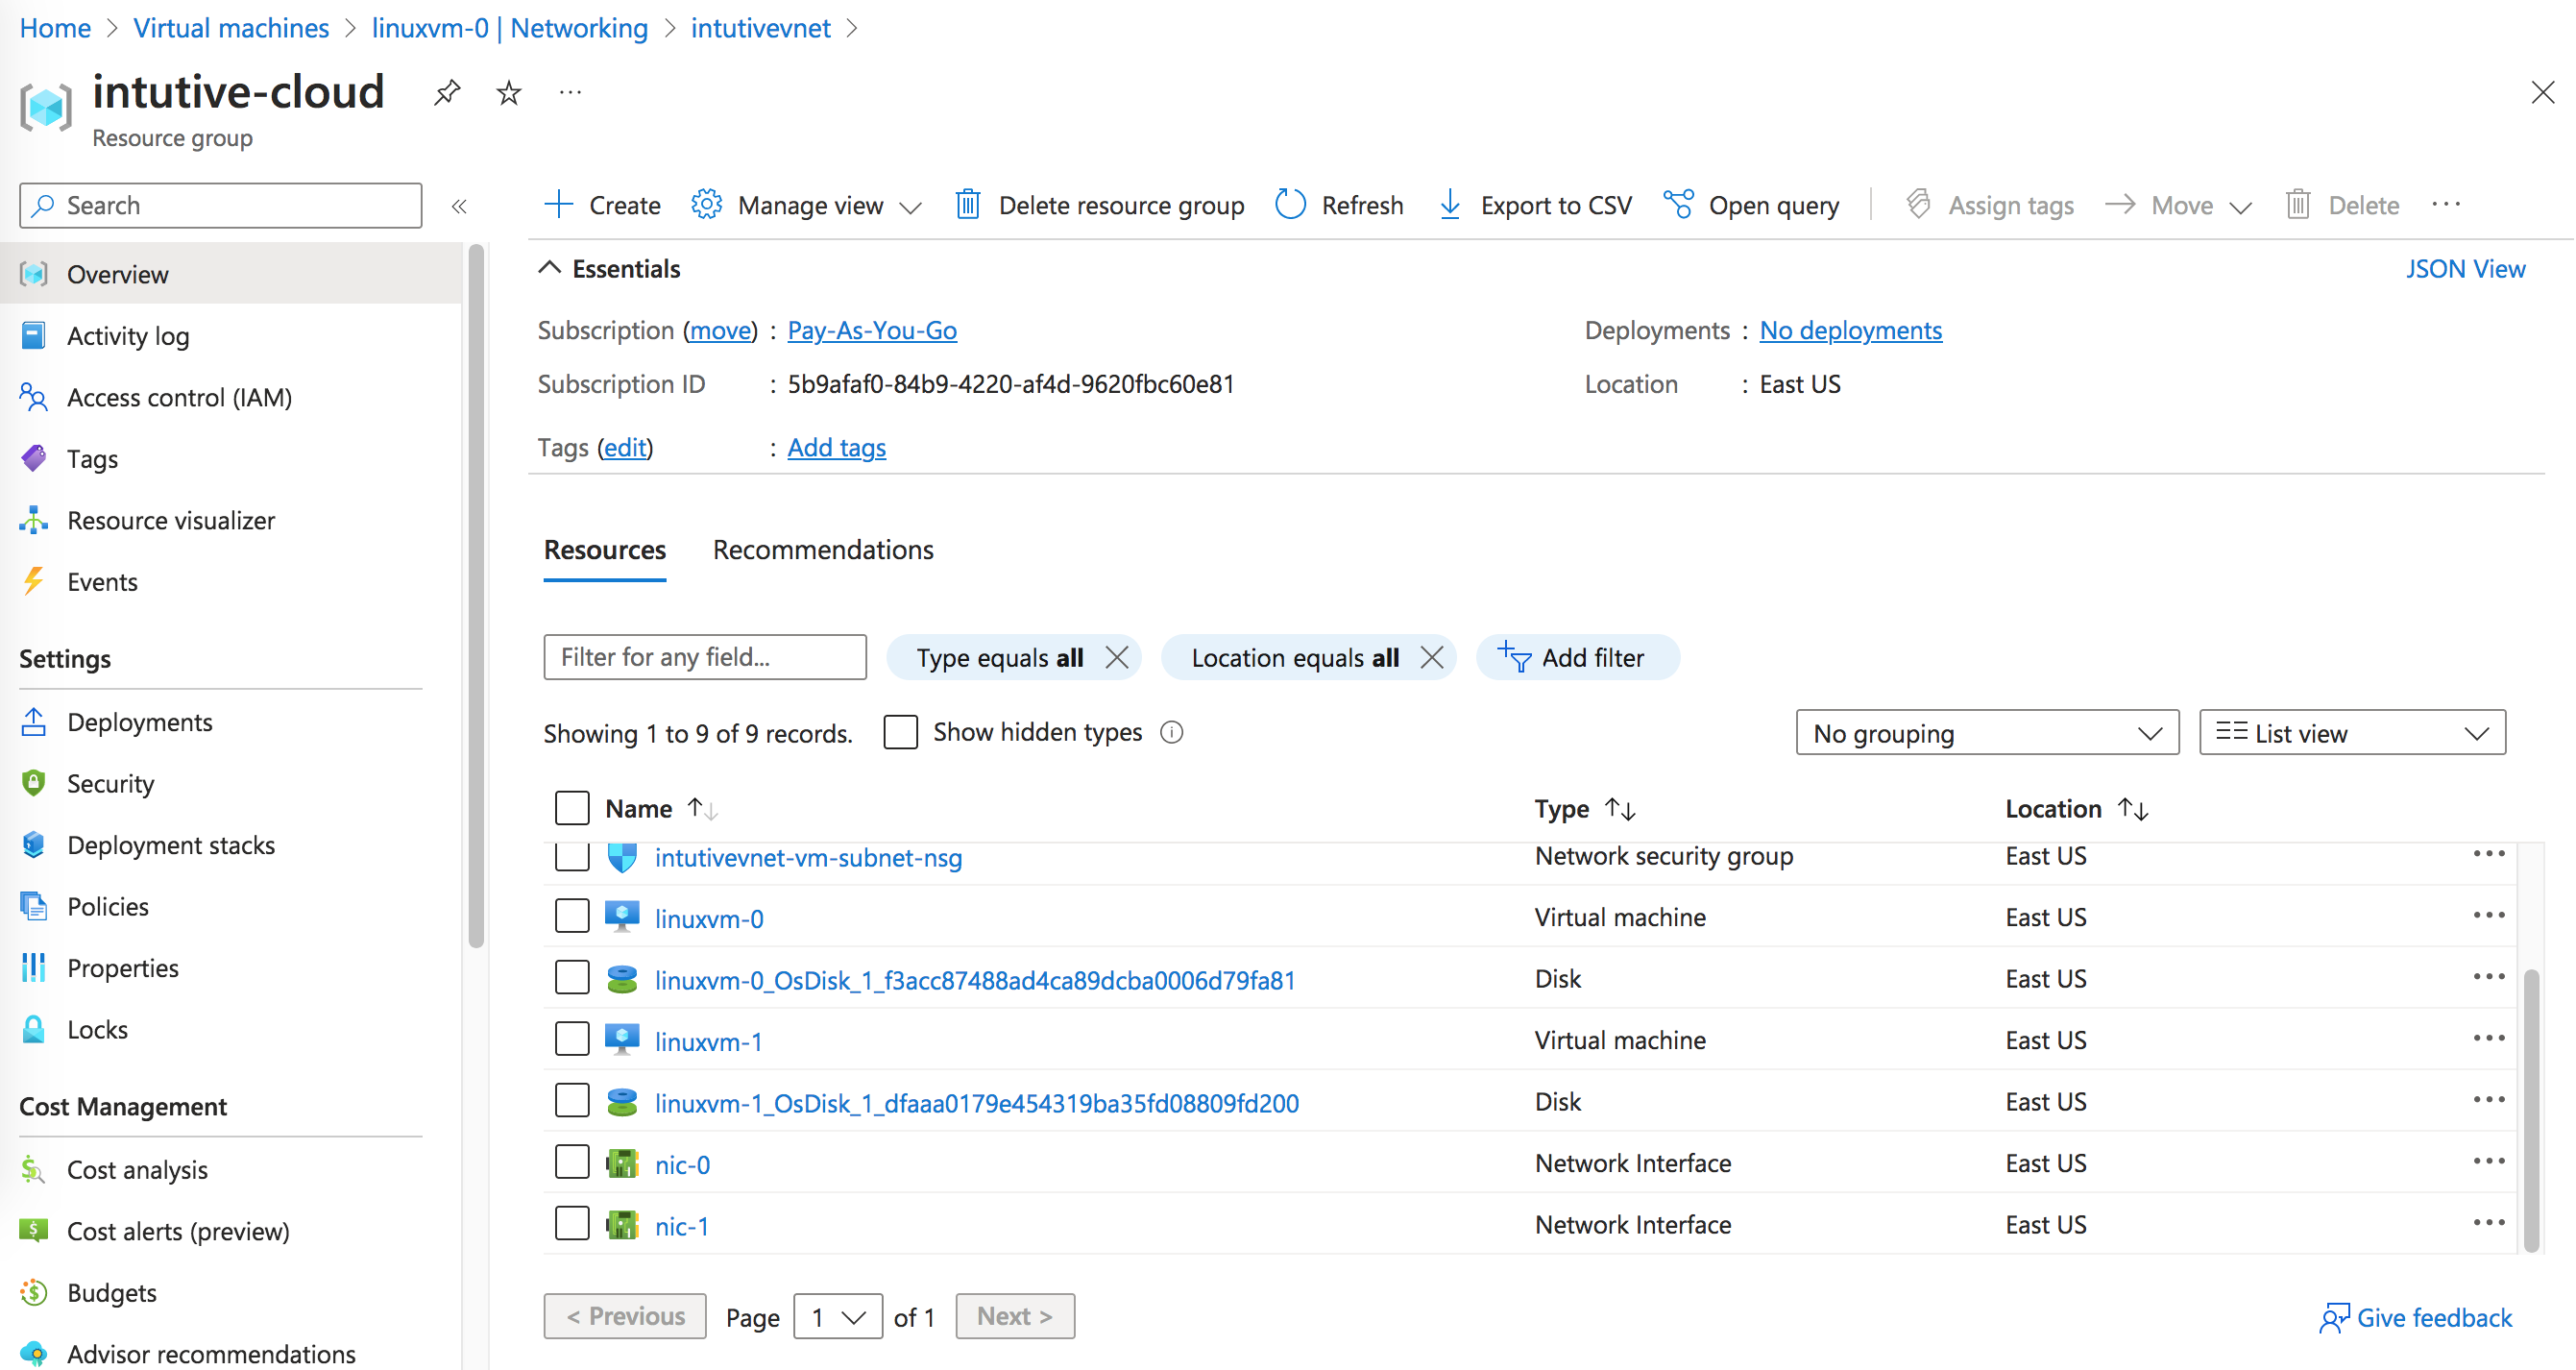 Home > Virtual machines > linuxvm-0 | Networking > intutivevnet >
intutive-cloud
Resource group
Search
Create Manage view Delete resource group Refresh Export to CSV Open query Assign tags Move Delete
Overview
Activity log
Access control (IAM)
Tags
Resource visualizer
Events
Settings
Deployments
Security
Deployment stacks
Policies
Properties
Locks
Cost Management
Cost analysis
Cost alerts (preview)
Budgets
Advisor recommendations
Essentials JSON View
Subscription (move) : Pay-As-You-Go Deployments : No deployments
Subscription ID : 5b9afaf0-84b9-4220-af4d-9620fbc60e81 Location : East US
Tags (edit) : Add tags
Resources Recommendations
Filter for any field... Type equals all Location equals all Add filter
Showing 1 to 9 of 9 records. Show hidden types No grouping List view
Name Type Location
intutivevnet-vm-subnet-nsg Network security group East US
linuxvm-0 Virtual machine East US
linuxvm-0_OsDisk_1_f3acc87488ad4ca89dcba0006d79fa81 Disk East US
linuxvm-1 Virtual machine East US
linuxvm-1_OsDisk_1_dfaaa0179e454319ba35fd08809fd200 Disk East US
nic-0 Network Interface East US
nic-1 Network Interface East US
< Previous Page 1 of 1 Next > Give feedback